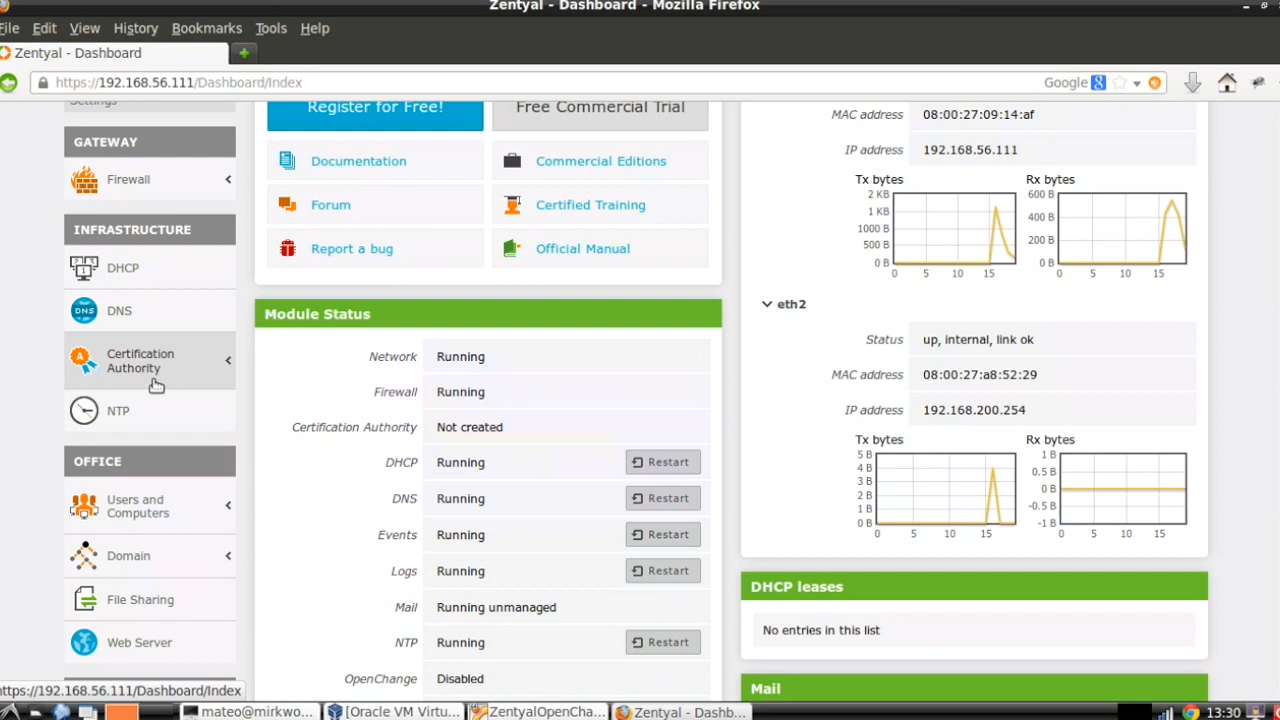 Zentyal - Dashboard - Mozilla Firefox
File Edit View History Bookmarks Tools Help
Zentyal - Dashboard
https://192.168.56.111/Dashboard/Index
Google 8
Settings
GATEWAY
Firewall
INFRASTRUCTURE
DHCP
DNS
DNS
A
Certification
Authority
NTP
OFFICE
Users and
Computers
Domain
File Sharing
Web Server
Register for Free!
Free Commercial Trial
Documentation
Commercial Editions
Forum
Certified Training
Report a bug
Official Manual
Module Status
Network Running
Firewall Running
Certification Authority Not created
DHCP Running Restart
DNS Running Restart
Events Running Restart
Logs Running Restart
Mail Running unmanaged
NTP Running Restart
OpenChange Disabled
MAC address 08:00:27:09:14:af
IP address 192.168.56.111
Tx bytes
2 KB
1 KB
1000 B
500 B
0 B
0 5 10 15
Rx bytes
600 B
400 B
200 B
0 B
0 5 10 15
eth2
Status up, internal, link ok
MAC address 08:00:27:a8:52:29
IP address 192.168.200.254
Tx bytes
5 B
4 B
3 B
2 B
1 B
0 B
0 5 10 15
Rx bytes
1 B
0.5 B
0 B
-0.5 B
-1 B
0 5 10 15
DHCP leases
No entries in this list
Mail
https://192.168.56.111/Dashboard/Index
mateo@mirkwo... [Oracle VM Virtu... ZentyalOpenCha... Zentyal - Dashb... 13:30